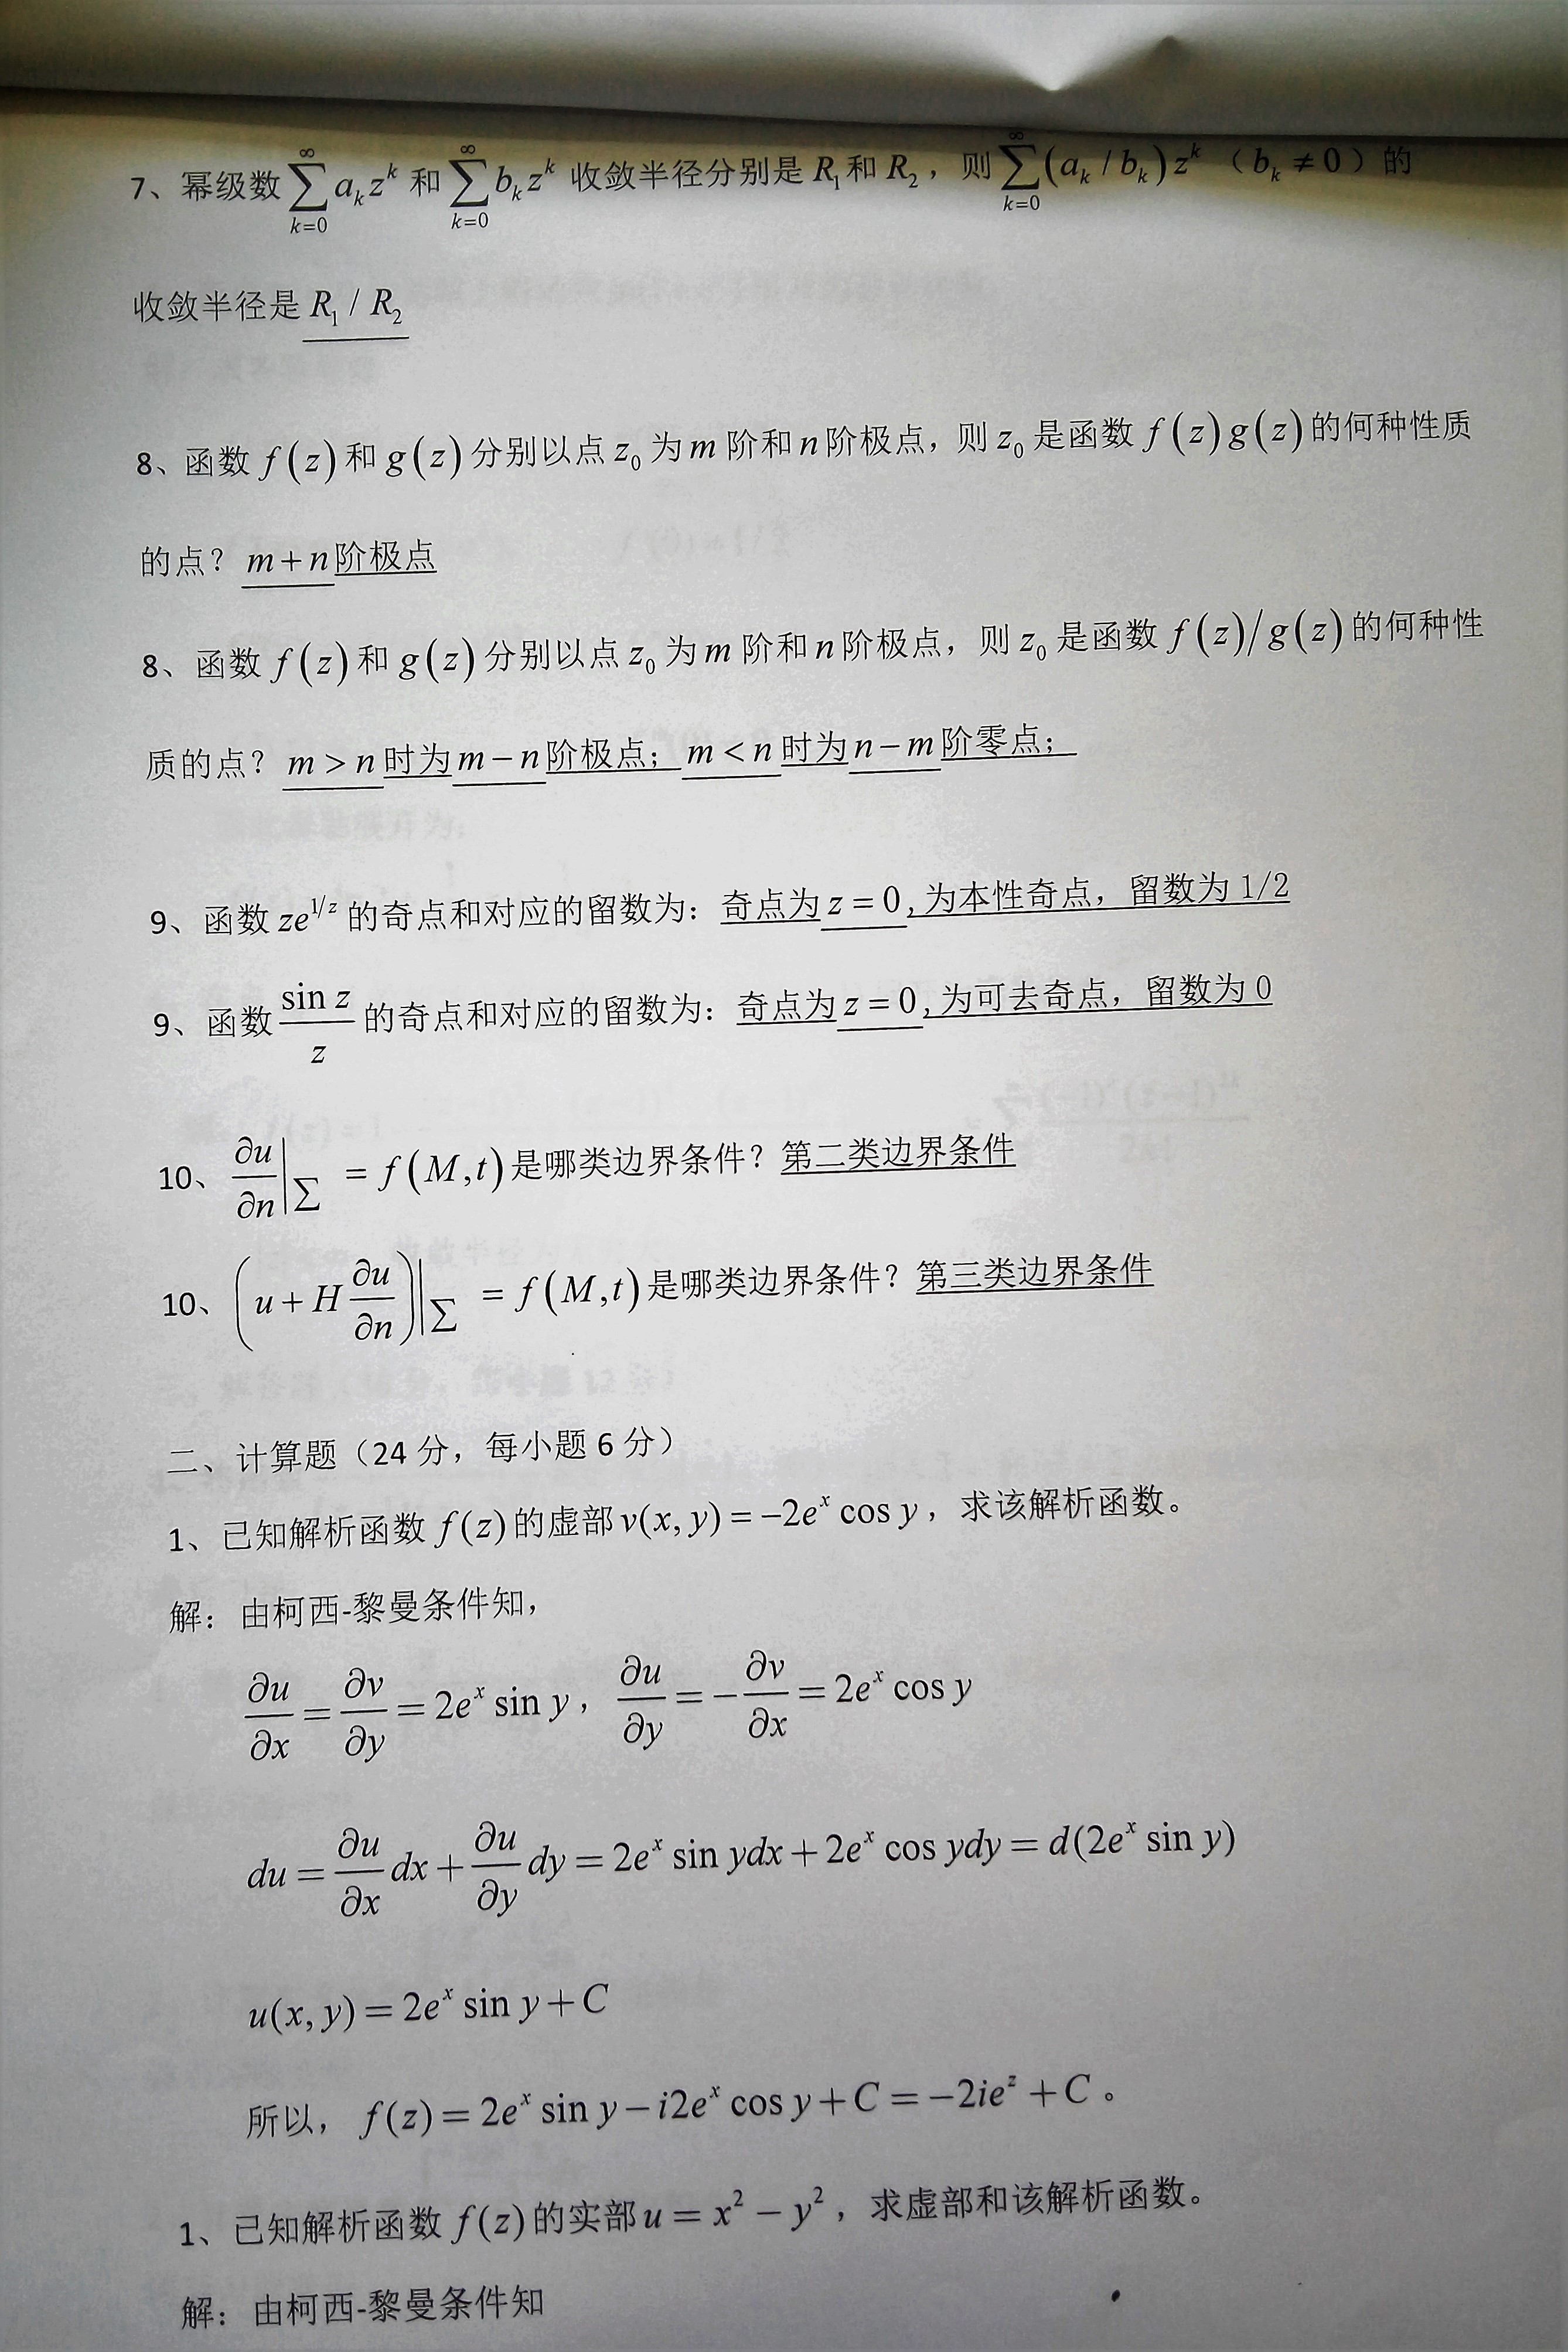 7、幂级数 $\sum_{k=0}^{\infty} a_k z^k$ 和 $\sum_{k=0}^{\infty} b_k z^k$ 收敛半径分别是 $R_1$ 和 $R_2$，则 $\sum_{k=0}^{\infty} (a_k / b_k) z^k$（$b_k \neq 0$）的
收敛半径是 $R_1 / R_2$
8、函数 $f(z)$ 和 $g(z)$ 分别以点 $z_0$ 为 $m$ 阶和 $n$ 阶极点，则 $z_0$ 是函数 $f(z)g(z)$ 的何种性质
的点？$m+n$ 阶极点
8、函数 $f(z)$ 和 $g(z)$ 分别以点 $z_0$ 为 $m$ 阶和 $n$ 阶极点，则 $z_0$ 是函数 $f(z)/g(z)$ 的何种性
质的点？$m>n$ 时为 $m-n$ 阶极点；$m<n$ 时为 $n-m$ 阶零点；
9、函数 $ze^{1/z}$ 的奇点和对应的留数为：奇点为 $z=0$, 为本性奇点，留数为 1/2
9、函数 $\frac{\sin z}{z}$ 的奇点和对应的留数为：奇点为 $z=0$, 为可去奇点，留数为 0
10、$\left.\frac{\partial u}{\partial n}\right|_{\Sigma} = f(M,t)$ 是哪类边界条件？第二类边界条件
10、$\left.\left(u + H\frac{\partial u}{\partial n}\right)\right|_{\Sigma} = f(M,t)$ 是哪类边界条件？第三类边界条件
二、计算题（24 分，每小题 6 分）
1、已知解析函数 $f(z)$ 的虚部 $v(x,y) = -2e^x \cos y$，求该解析函数。
解：由柯西-黎曼条件知，
$\frac{\partial u}{\partial x} = \frac{\partial v}{\partial y} = 2e^x \sin y$，$\frac{\partial u}{\partial y} = -\frac{\partial v}{\partial x} = 2e^x \cos y$
$du = \frac{\partial u}{\partial x}dx + \frac{\partial u}{\partial y}dy = 2e^x \sin ydx + 2e^x \cos ydy = d(2e^x \sin y)$
$u(x,y) = 2e^x \sin y + C$
所以，$f(z) = 2e^x \sin y - i2e^x \cos y + C = -2ie^z + C$。
1、已知解析函数 $f(z)$ 的实部 $u = x^2 - y^2$，求虚部和该解析函数。
解：由柯西-黎曼条件知